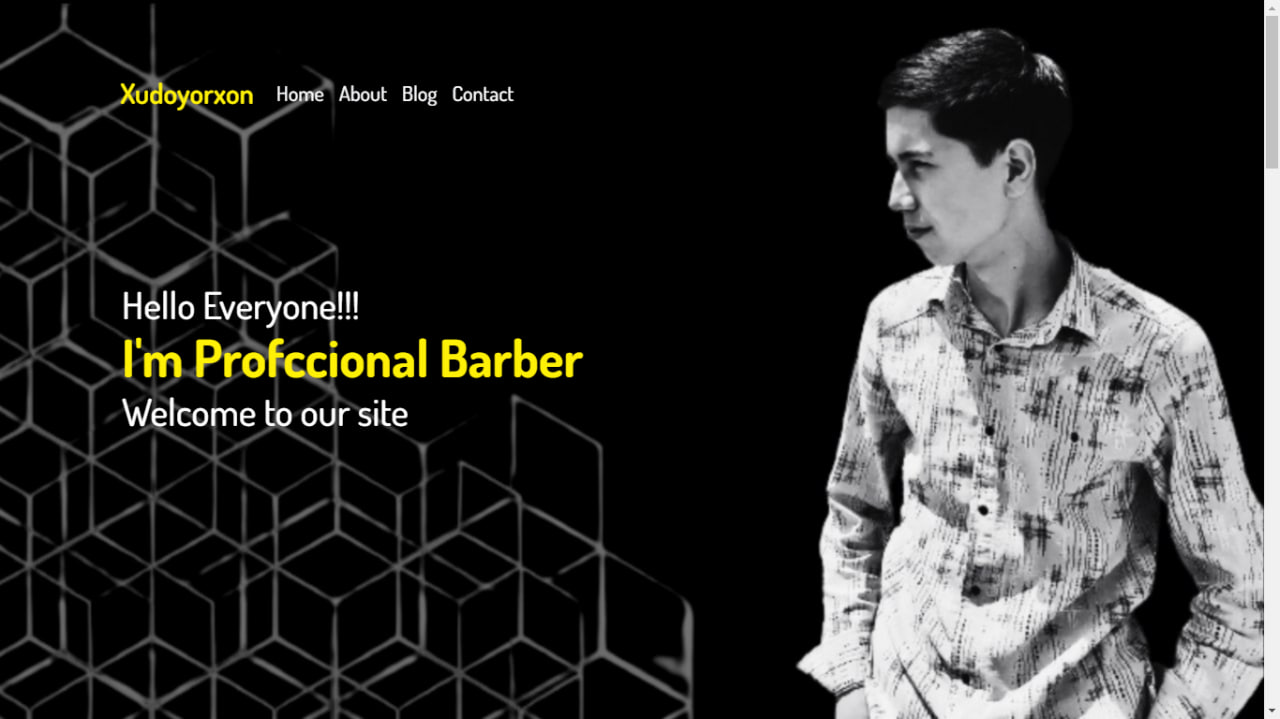 Xudoyorxon Home About Blog Contact
Hello Everyone!!!
I'm Profccional Barber
Welcome to our site